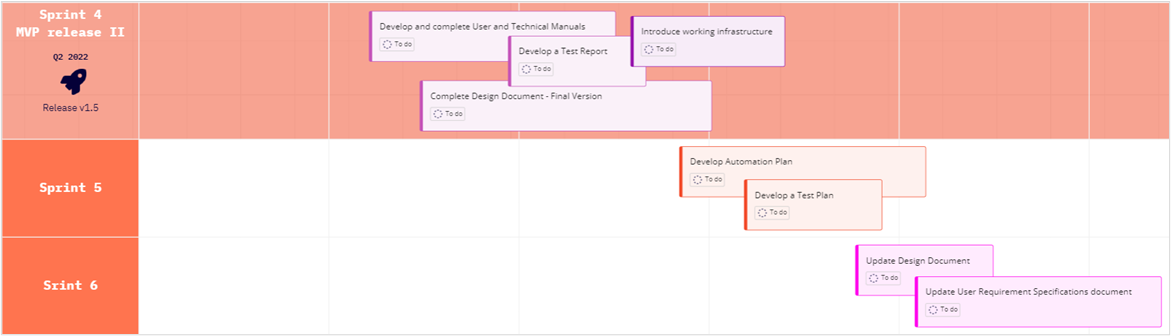 Sprint 4
MVP release II
Q2 2022
Release v1.5
Develop and complete User and Technical Manuals
To do
Develop a Test Report
To do
Introduce working infrastructure
To do
Complete Design Document - Final Version
To do
Sprint 5
Develop Automation Plan
To do
Develop a Test Plan
To do
Srint 6
Update Design Document
To do
Update User Requirement Specifications document
To do